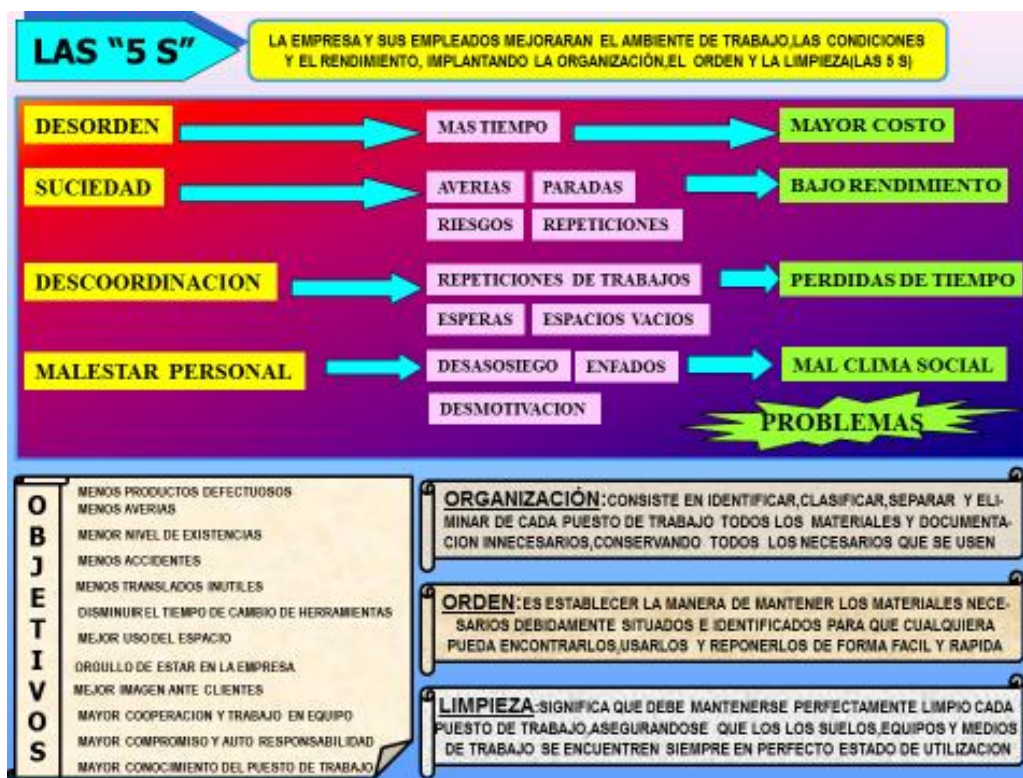 LAS “5 S”
LA EMPRESA Y SUS EMPLEADOS MEJORARAN EL AMBIENTE DE TRABAJO,LAS CONDICIONES
Y EL RENDIMIENTO, IMPLANTANDO LA ORGANIZACIÓN,EL ORDEN Y LA LIMPIEZA(LAS 5 S)
DESORDEN
MAS TIEMPO
MAYOR COSTO
SUCIEDAD
AVERIAS
PARADAS
BAJO RENDIMIENTO
RIESGOS
REPETICIONES
DESCOORDINACION
REPETICIONES DE TRABAJOS
PERDIDAS DE TIEMPO
ESPERAS
ESPACIOS VACIOS
MALESTAR PERSONAL
DESASOSIEGO
ENFADOS
MAL CLIMA SOCIAL
DESMOTIVACION
PROBLEMAS
OBJETIVOS
MENOS PRODUCTOS DEFECTUOSOS
MENOS AVERIAS
MENOR NIVEL DE EXISTENCIAS
MENOS ACCIDENTES
MENOS TRANSLADOS INUTILES
DISMINUIR EL TIEMPO DE CAMBIO DE HERRAMIENTAS
MEJOR USO DEL ESPACIO
ORGULLO DE ESTAR EN LA EMPRESA
MEJOR IMAGEN ANTE CLIENTES
MAYOR COOPERACION Y TRABAJO EN EQUIPO
MAYOR COMPROMISO Y AUTO RESPONSABILIDAD
MAYOR CONOCIMIENTO DEL PUESTO DE TRABAJO
ORGANIZACIÓN:CONSISTE EN IDENTIFICAR,CLASIFICAR,SEPARAR Y ELI-
MINAR DE CADA PUESTO DE TRABAJO TODOS LOS MATERIALES Y DOCUMENTA-
CION INNECESARIOS,CONSERVANDO TODOS LOS NECESARIOS QUE SE USEN
ORDEN:ES ESTABLECER LA MANERA DE MANTENER LOS MATERIALES NECE-
SARIOS DEBIDAMENTE SITUADOS E IDENTIFICADOS PARA QUE CUALQUIERA
PUEDA ENCONTRARLOS,USARLOS Y REPONERLOS DE FORMA FACIL Y RAPIDA
LIMPIEZA:SIGNIFICA QUE DEBE MANTENERSE PERFECTAMENTE LIMPIO CADA
PUESTO DE TRABAJO,ASEGURANDOSE QUE LOS LOS SUELOS,EQUIPOS Y MEDIOS
DE TRABAJO SE ENCUENTREN SIEMPRE EN PERFECTO ESTADO DE UTILIZACION